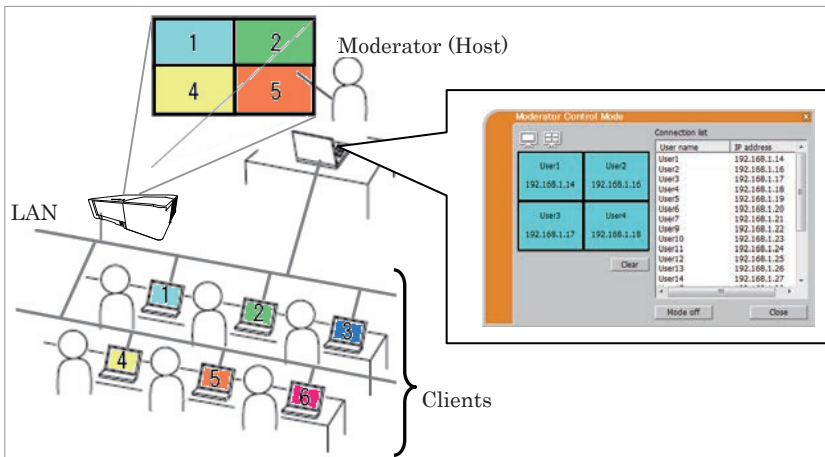 1
2
4
5
Moderator (Host)
LAN
1
2
3
4
5
6
Clients
Moderator Control Mode
User1
192.168.1.14
User2
192.168.1.16
User3
192.168.1.17
User4
192.168.1.18
Clear
Connection list
User name IP address
User1 192.168.1.14
User2 192.168.1.16
User3 192.168.1.17
User4 192.168.1.18
User5 192.168.1.19
User6 192.168.1.20
User7 192.168.1.21
User9 192.168.1.22
User10 192.168.1.23
User11 192.168.1.24
User12 192.168.1.25
User13 192.168.1.26
User14 192.168.1.27
Mode off
Close